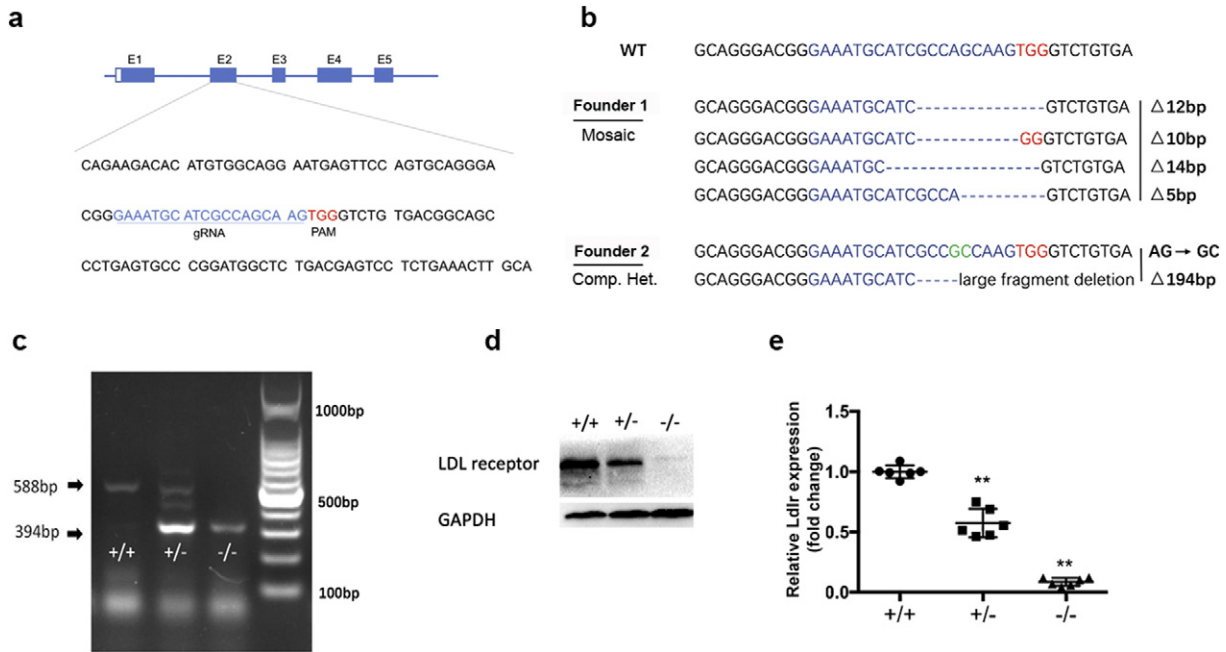 a
E1 E2 E3 E4 E5
CAGAAGACAC ATGTGGCAGG AATGAGTTCC AGTGCAGGGA
CGGGAAATGC ATCGCCAGCA AGTGGGTCTG TGACGGCAGC
gRNA PAM
CCTGAGTGCC CGGATGGCTC TGACGAGTCC TCTGAAACTT GCA
b
WT GCAGGGACGGGAAATGCATCGCCAGCAAGTGGGTCTGTGA
Founder 1
Mosaic
GCAGGGACGGGAAATGCATC--------------GTCTGTGA △12bp
GCAGGGACGGGAAATGCATC-----------GGGTCTGTGA △10bp
GCAGGGACGGGAAATGC-----------------GTCTGTGA △14bp
GCAGGGACGGGAAATGCATCGCCA---------GTCTGTGA △5bp
Founder 2
Comp. Het.
GCAGGGACGGGAAATGCATCGCCGCCAAGTGGGTCTGTGA AG→GC
GCAGGGACGGGAAATGCATC-----large fragment deletion △194bp
c
588bp
394bp
+/+ +/- -/-
1000bp
500bp
100bp
d
+/+ +/- -/-
LDL receptor
GAPDH
e
Relative Ldlr expression
(fold change)
1.5
1.0
0.5
0.0
**
**
+/+ +/- -/-